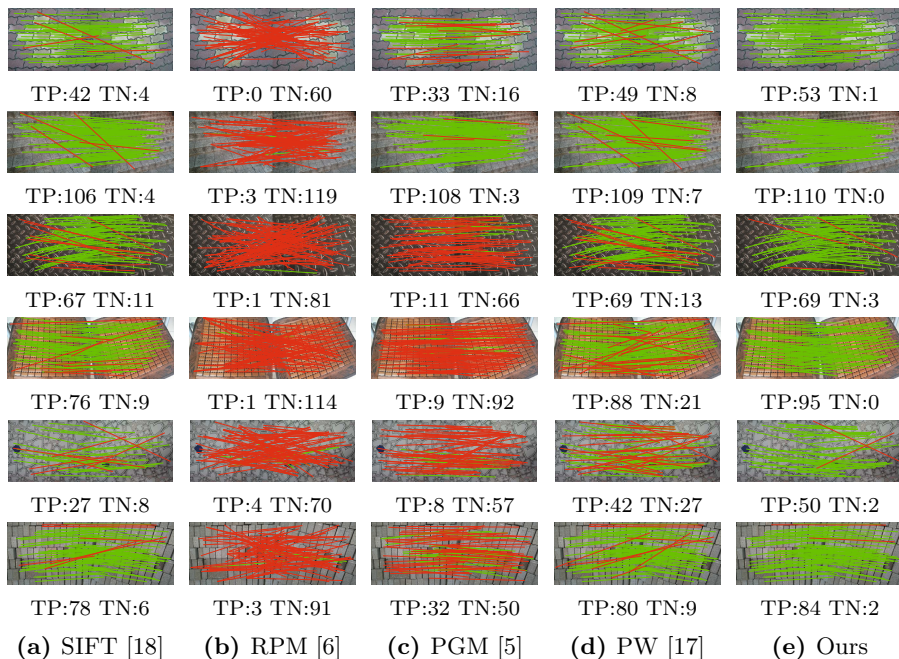 TP:42 TN:4 TP:0 TN:60 TP:33 TN:16 TP:49 TN:8 TP:53 TN:1
TP:106 TN:4 TP:3 TN:119 TP:108 TN:3 TP:109 TN:7 TP:110 TN:0
TP:67 TN:11 TP:1 TN:81 TP:11 TN:66 TP:69 TN:13 TP:69 TN:3
TP:76 TN:9 TP:1 TN:114 TP:9 TN:92 TP:88 TN:21 TP:95 TN:0
TP:27 TN:8 TP:4 TN:70 TP:8 TN:57 TP:42 TN:27 TP:50 TN:2
TP:78 TN:6 TP:3 TN:91 TP:32 TN:50 TP:80 TN:9 TP:84 TN:2
(a) SIFT [18] (b) RPM [6] (c) PGM [5] (d) PW [17] (e) Ours